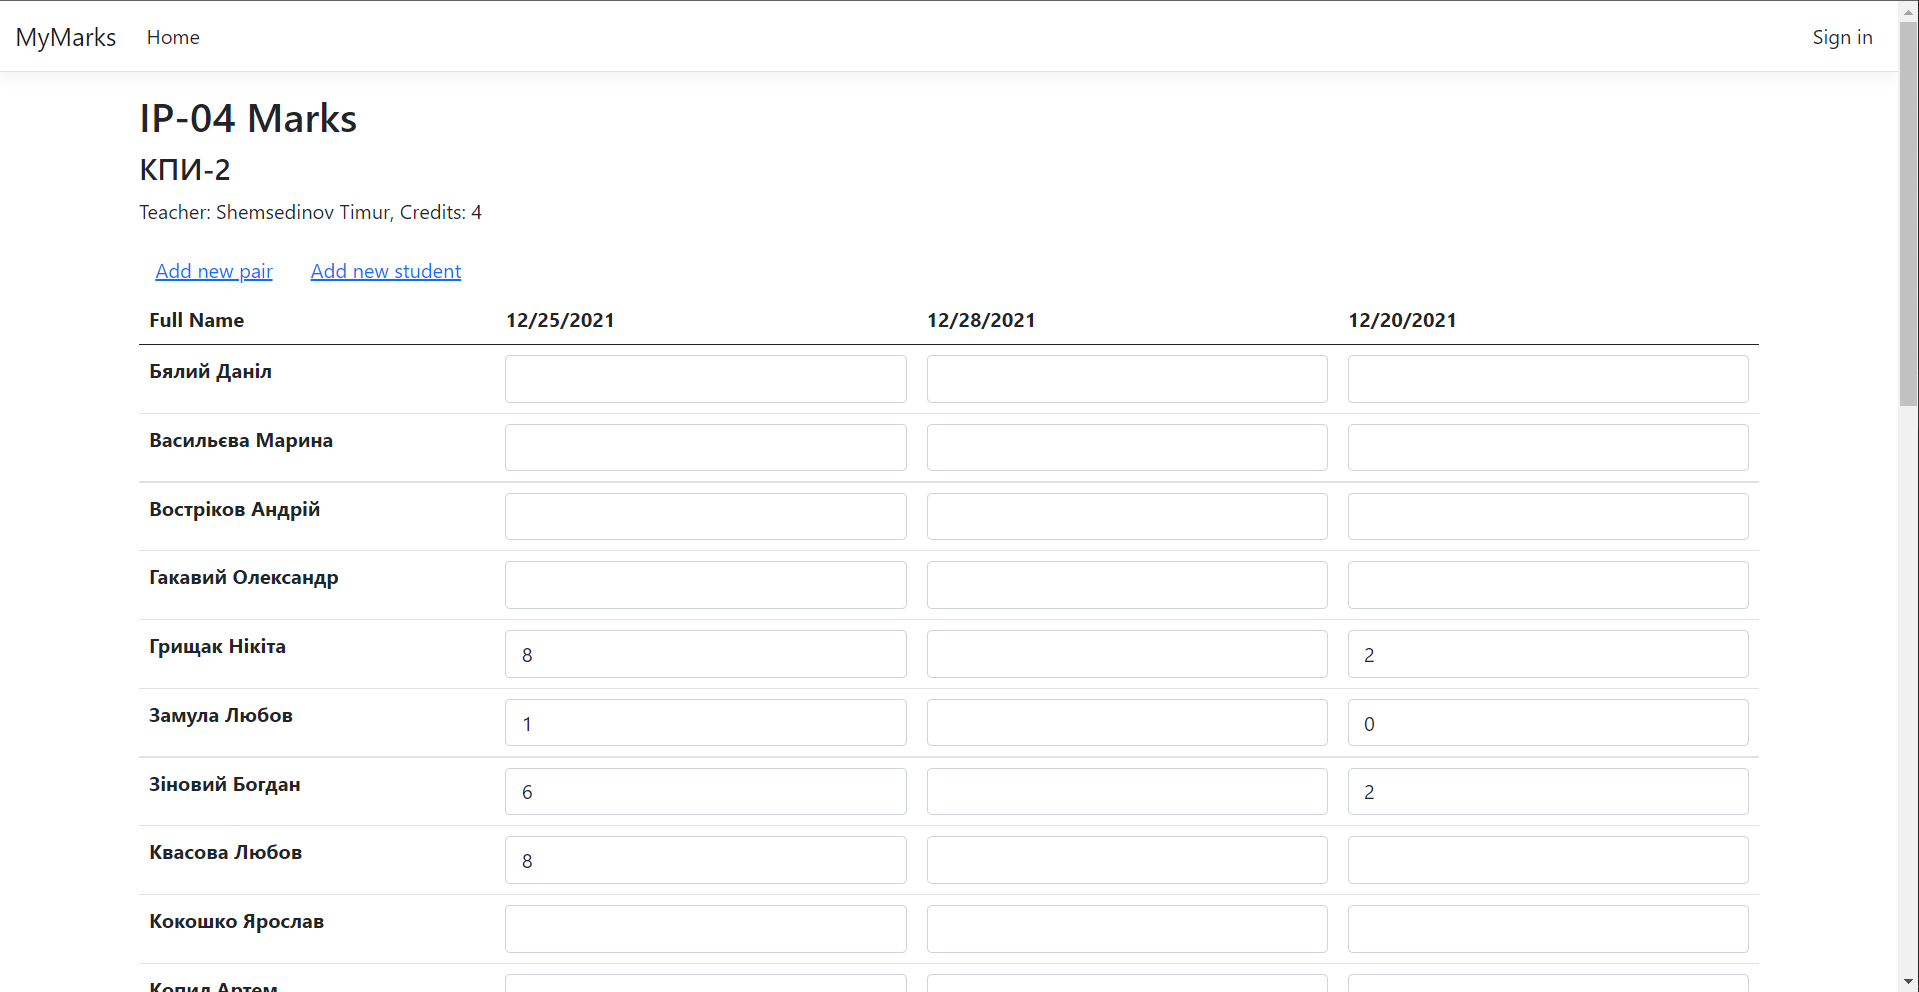 MyMarks Home Sign in
IP-04 Marks
КПИ-2
Teacher: Shemsedinov Timur, Credits: 4
Add new pair Add new student
Full Name 12/25/2021 12/28/2021 12/20/2021
Бялий Даніл
Васильєва Марина
Востріков Андрій
Гакавий Олександр
Грищак Нікіта 8 2
Замула Любов 1 0
Зіновий Богдан 6 2
Квасова Любов 8
Кокошко Ярослав
Копил Артем